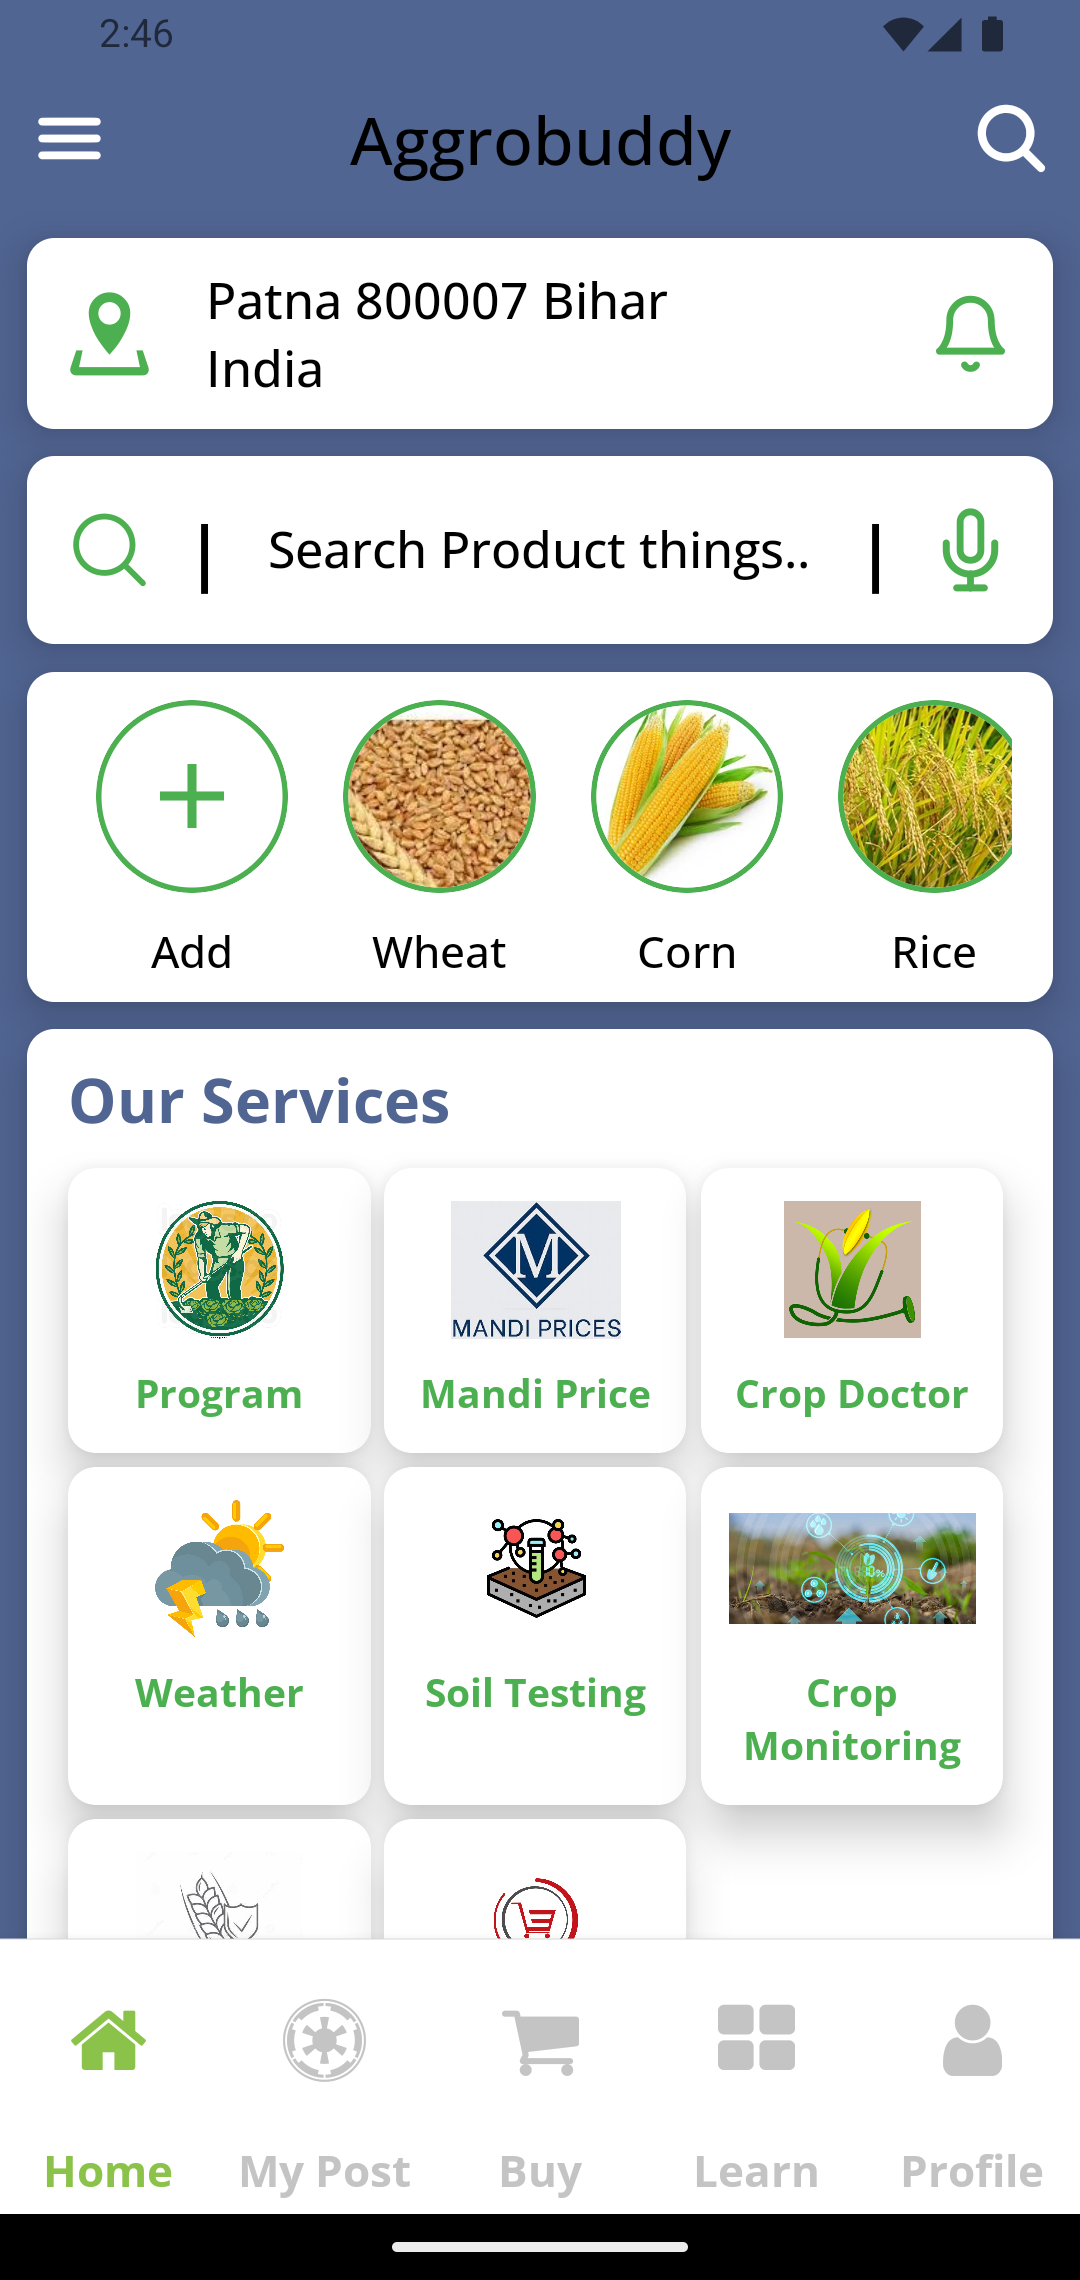 2:46
Aggrobuddy
Patna 800007 Bihar
India
Search Product things..
Add
Wheat
Corn
Rice
Our Services
M
MANDI PRICES
Program
Mandi Price
Crop Doctor
Weather
Soil Testing
Crop
Monitoring
Home
My Post
Buy
Learn
Profile